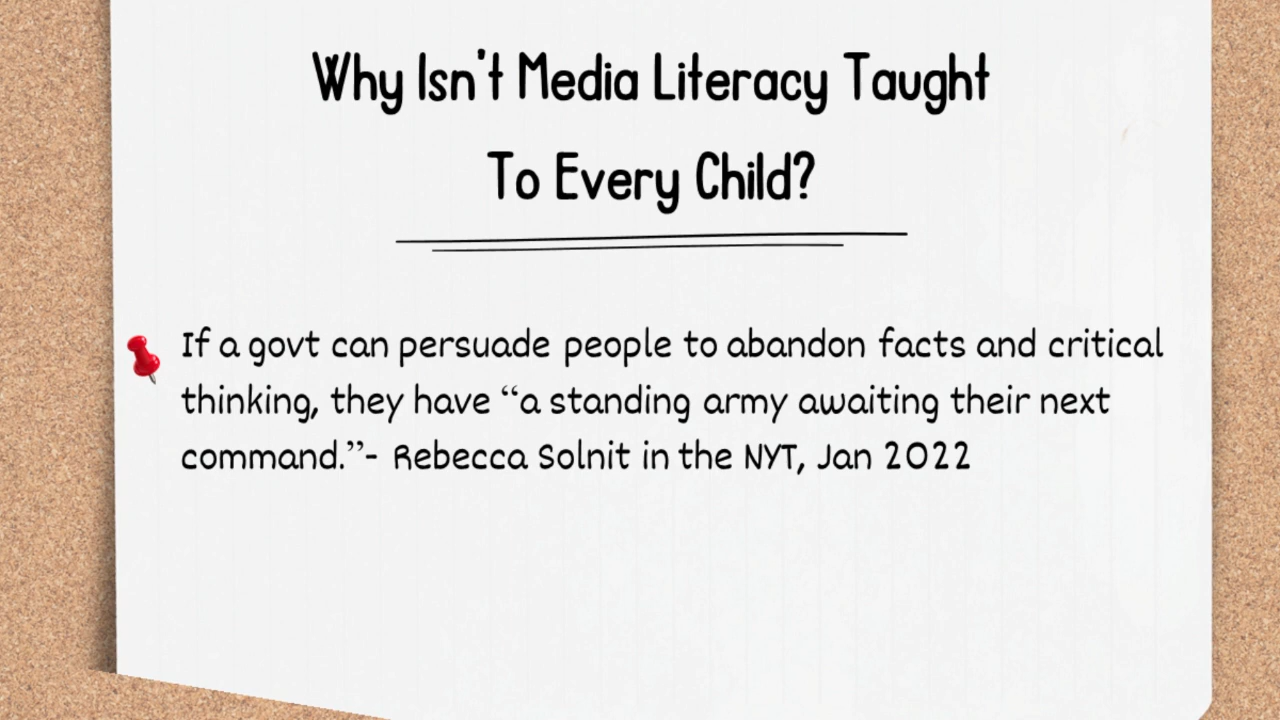 Why Isn't Media Literacy Taught
To Every Child?
If a govt can persuade people to abandon facts and critical
thinking, they have “a standing army awaiting their next
command.”- Rebecca Solnit in the NYT, Jan 2022